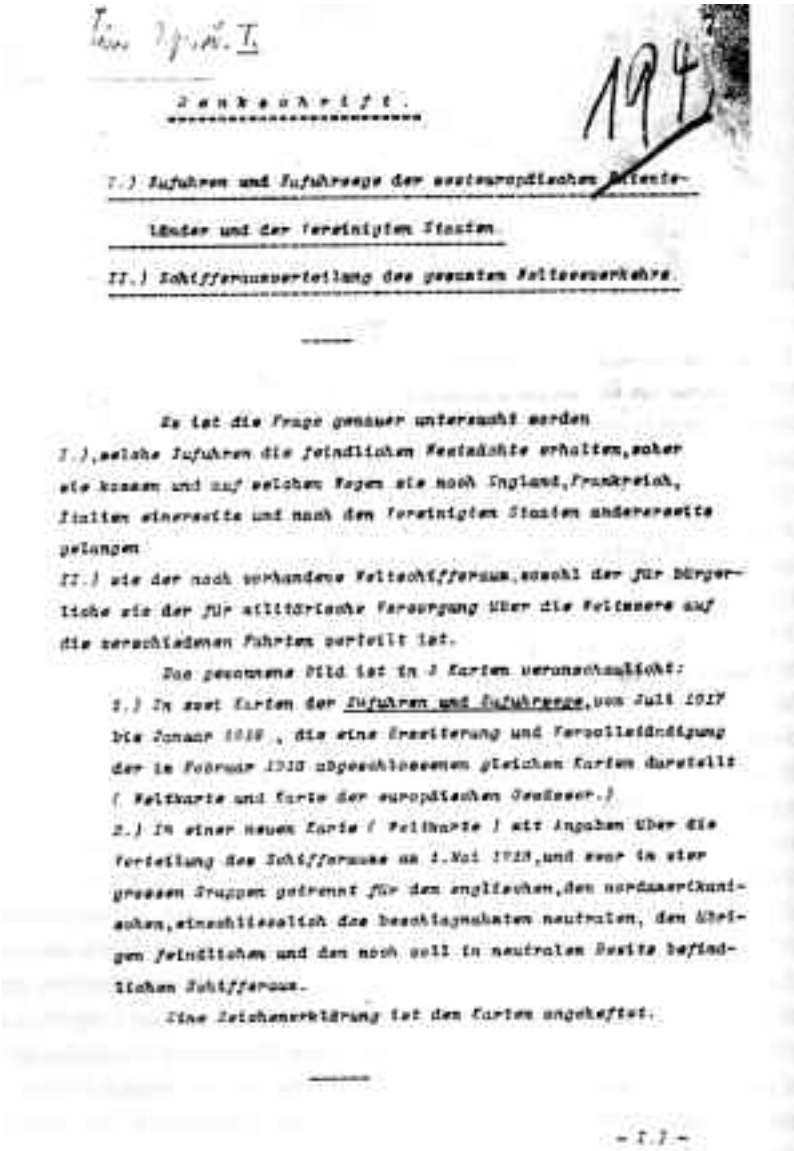 I.
194
Denkschrift.
I.) Zufuhren und Zufuhrwege der westeuropäischen Entente-
länder und der Vereinigten Staaten.
II.) Schiffsraumverteilung des gesamten Weltseeverkehrs.
Es ist die Frage genauer untersucht worden
I.), welche Zufuhren die feindlichen Westmächte erhalten, woher
sie kommen und auf welchen Wegen sie nach England, Frankreich,
Italien einerseits und nach den Vereinigten Staaten andererseits
gelangen
II.) wie der noch vorhandene Weltschiffsraum, sowohl der für bürger-
liche wie der für militärische Versorgung über die Weltmeere auf
die verschiedenen Fahrten verteilt ist.
Das gewonnene Bild ist in 3 Karten veranschaulicht:
1.) In zwei Karten der Zufuhren und Zufuhrwege, von Juli 1917
bis Januar 1918 , die eine Erweiterung und Vervollständigung
der im Februar 1918 abgeschlossenen gleichen Karten darstellt
( Weltkarte und Karte der europäischen Gewässer.)
2.) In einer neuen Karte ( Weltkarte ) mit Angaben über die
Verteilung des Schiffsraums am 1.Mai 1918, und zwar in vier
grossen Gruppen getrennt für den englischen, den nordamerikani-
schen, einschliesslich des beschlagnahmten neutralen, den übri-
gen feindlichen und den noch voll in neutralem Besitz befind-
lichen Schiffsraum.
Eine Zeichenerklärung ist den Karten angeheftet.
- I.) -